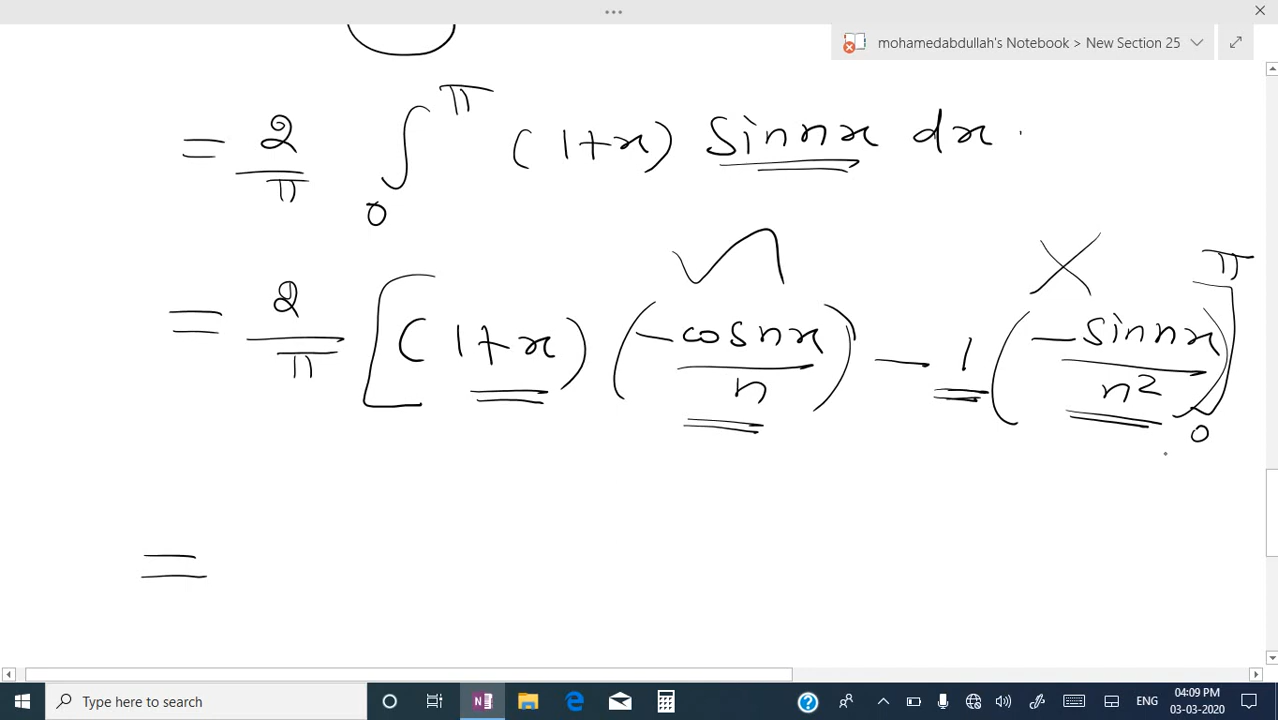 mohamedabdullah's Notebook > New Section 25
= 2/π ∫₀^π (1+x) sin nx dx .
= 2/π [ (1+x) (-cos nx / n) - 1 (-sin nx / n²) ]₀^π
=
Type here to search
ENG
04:09 PM
03-03-2020